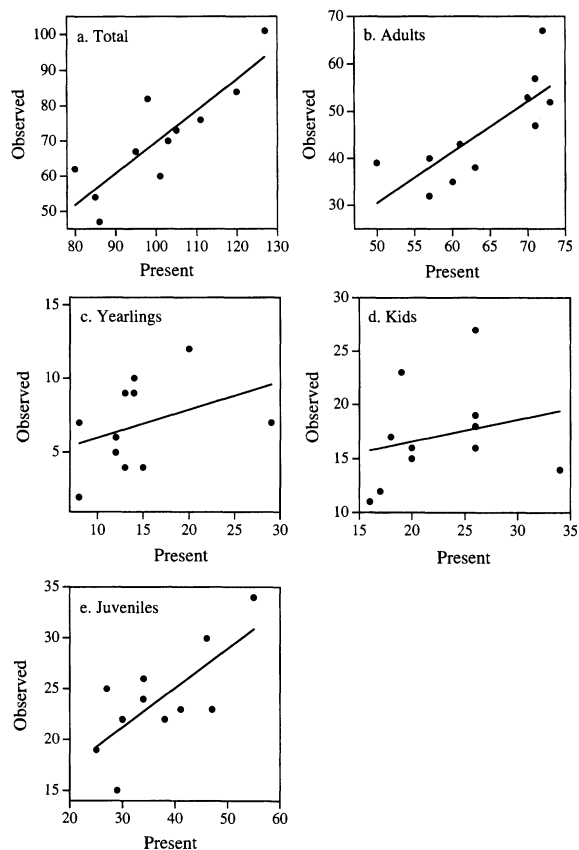 a. Total
Observed
100
90
80
70
60
50
80 90 100 110 120 130
Present
b. Adults
Observed
70
60
50
40
30
50 55 60 65 70 75
Present
c. Yearlings
Observed
15
10
5
10 15 20 25 30
Present
d. Kids
Observed
30
25
20
15
10
15 20 25 30 35
Present
e. Juveniles
Observed
35
30
25
20
15
20 30 40 50 60
Present